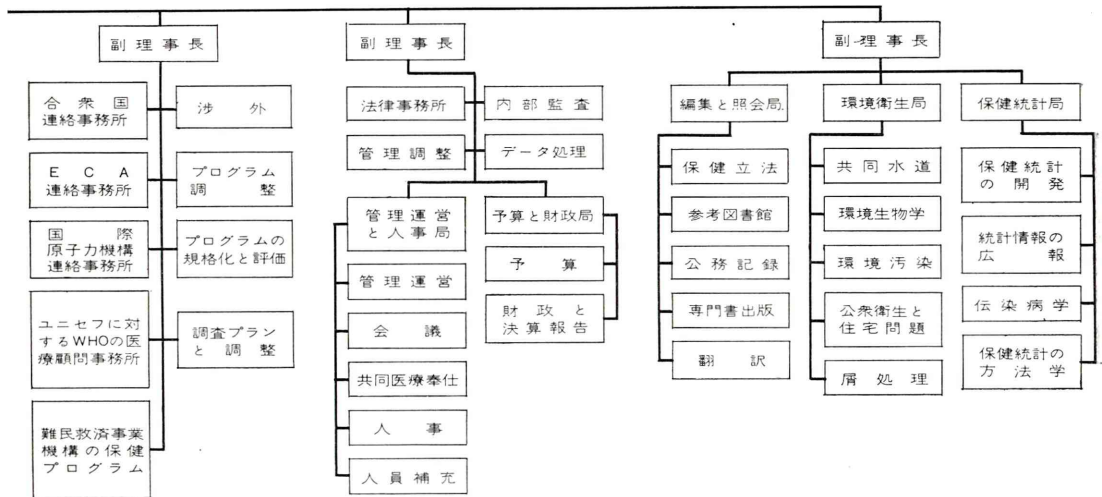 副理事長
合衆国
連絡事務所
渉外
ECA
連絡事務所
プログラム
調整
国際
原子力機構
連絡事務所
プログラムの
規格化と評価
ユニセフに対
するWHOの医
療顧問事務所
調査プラン
と調整
難民救済事業
機構の保健
プログラム
副理事長
法律事務所
内部監査
管理調整
データ処理
管理運営
と人事局
管理運営
会議
共同医療奉仕
人事
人員補充
予算と財政局
予算
財政と
決算報告
副理事長
編集と照会局
保健立法
参考図書館
公務記録
専門書出版
翻訳
環境衛生局
共同水道
環境生物学
環境汚染
公衆衛生と
住宅問題
屑処理
保健統計局
保健統計
の開発
統計情報の
広報
伝染病学
保健統計の
方法学